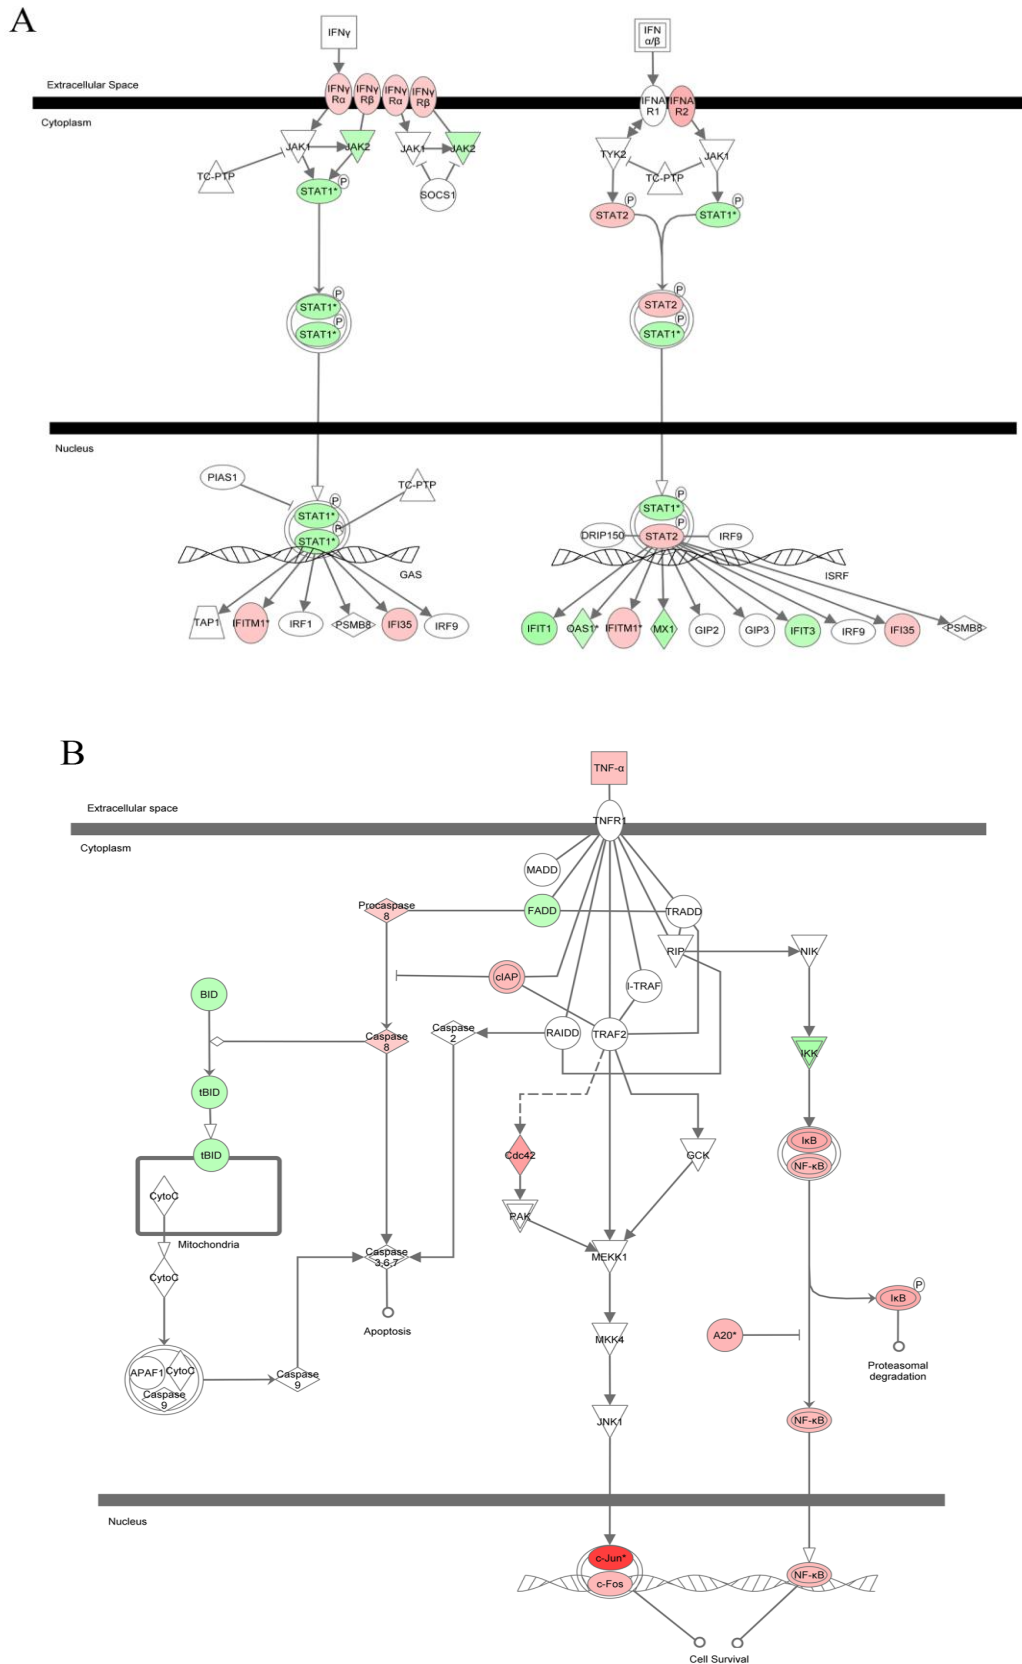 A
IFNγ
IFN
α/β
Extracellular Space
IFNγ
Rα
IFNγ
Rβ
IFNγ
Rα
IFNγ
Rβ
IFNA
R1
IFNA
R2
Cytoplasm
JAK1
JAK2
JAK1
JAK2
TYK2
JAK1
TC-PTP
TC-PTP
STAT1*
P
SOCS1
STAT2
P
STAT1*
P
STAT1*
P
STAT1*
P
STAT2
P
STAT1*
P
Nucleus
PIAS1
TC-PTP
STAT1*
P
STAT1*
P
STAT1*
P
STAT2
P
DRIP150
IRF9
GAS
ISRF
TAP1
IFITM1*
IRF1
PSMB8
IFI35
IRF9
IFIT1
OAS1*
IFITM1*
MX1
GIP2
GIP3
IFIT3
IRF9
IFI35
PSMB8
B
TNF-α
Extracellular space
TNFR1
Cytoplasm
MADD
Procaspase
8
FADD
TRADD
RIP
NIK
cIAP
I-TRAF
BID
Caspase
8
Caspase
2
RAIDD
TRAF2
IKK
tBID
tBID
IκB
NF-κB
Cdc42
GCK
CytoC
PAK
Mitochondria
Caspase
3,6,7
MEKK1
CytoC
IκB
P
Apoptosis
MKK4
A20*
Proteasomal
degradation
APAF1
CytoC
Caspase
9
Caspase
9
JNK1
NF-κB
Nucleus
c-Jun*
c-Fos
NF-κB
Cell Survival